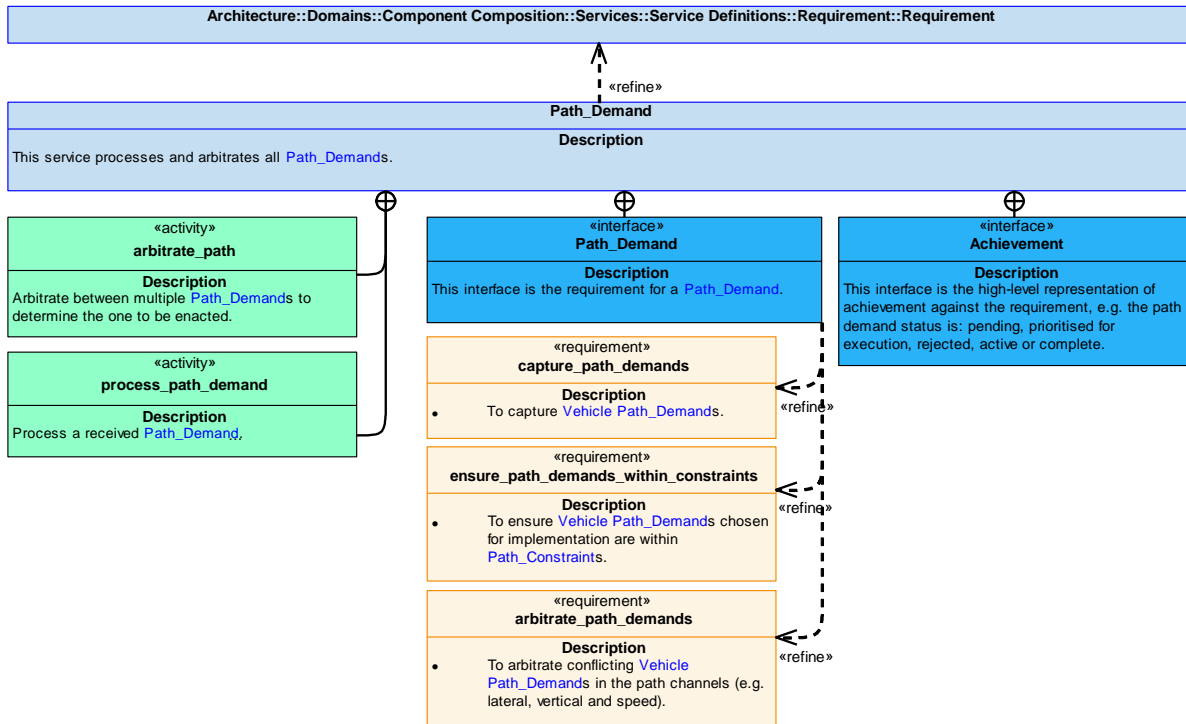 Architecture::Domains::Component Composition::Services::Service Definitions::Requirement::Requirement
«refine»
Path_Demand
Description
This service processes and arbitrates all Path_Demands.
«activity»
arbitrate_path
Description
Arbitrate between multiple Path_Demands to
determine the one to be enacted.
«activity»
process_path_demand
Description
Process a received Path_Demand.
«interface»
Path_Demand
Description
This interface is the requirement for a Path_Demand.
«requirement»
capture_path_demands
Description
• To capture Vehicle Path_Demands.
«refine»
«requirement»
ensure_path_demands_within_constraints
Description
• To ensure Vehicle Path_Demands chosen
for implementation are within
Path_Constraints.
«refine»
«requirement»
arbitrate_path_demands
Description
• To arbitrate conflicting Vehicle
Path_Demands in the path channels (e.g.
lateral, vertical and speed).
«refine»
«interface»
Achievement
Description
This interface is the high-level representation of
achievement against the requirement, e.g. the path
demand status is: pending, prioritised for
execution, rejected, active or complete.